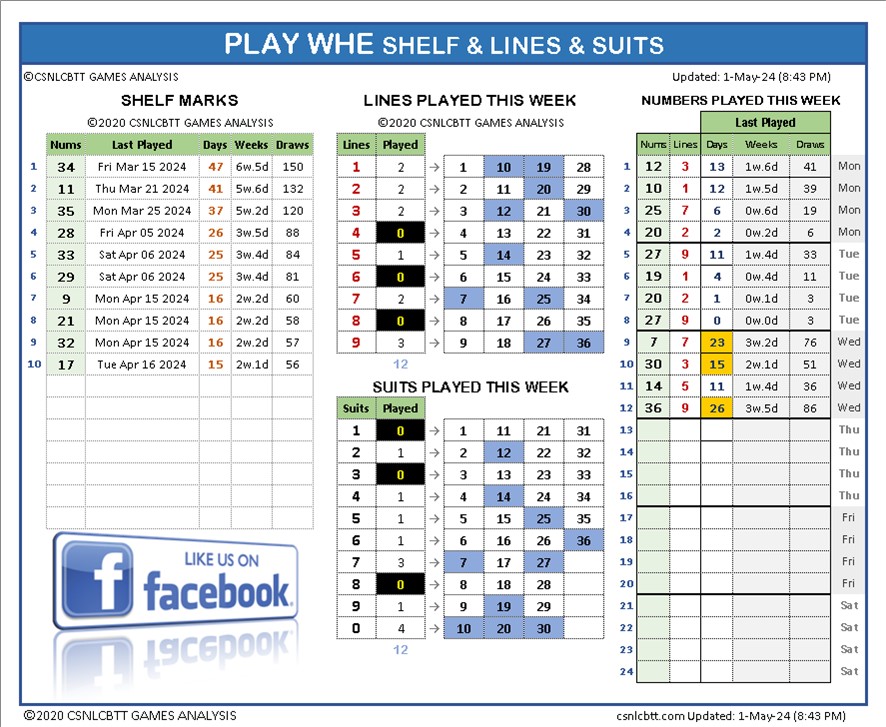 PLAY WHE SHELF & LINES & SUITS
©CSNLCBTT GAMES ANALYSIS
Updated: 1-May-24 (8:43 PM)
SHELF MARKS
©2020 CSNLCBTT GAMES ANALYSIS
Nums Last Played Days Weeks Draws
1 34 Fri Mar 15 2024 47 6w.5d 150
2 11 Thu Mar 21 2024 41 5w.6d 132
3 35 Mon Mar 25 2024 37 5w.2d 120
4 28 Fri Apr 05 2024 26 3w.5d 88
5 33 Sat Apr 06 2024 25 3w.4d 84
6 29 Sat Apr 06 2024 25 3w.4d 81
7 9 Mon Apr 15 2024 16 2w.2d 60
8 21 Mon Apr 15 2024 16 2w.2d 58
9 32 Mon Apr 15 2024 16 2w.2d 57
10 17 Tue Apr 16 2024 15 2w.1d 56
LIKE US ON
f facebook
LINES PLAYED THIS WEEK
©2020 CSNLCBTT GAMES ANALYSIS
Lines Played
1 2 → 1 10 19 28
2 2 → 2 11 20 29
3 2 → 3 12 21 30
4 0 → 4 13 22 31
5 1 → 5 14 23 32
6 0 → 6 15 24 33
7 2 → 7 16 25 34
8 0 → 8 17 26 35
9 3 → 9 18 27 36
12
SUITS PLAYED THIS WEEK
Suits Played
1 0 → 1 11 21 31
2 1 → 2 12 22 32
3 0 → 3 13 23 33
4 1 → 4 14 24 34
5 1 → 5 15 25 35
6 1 → 6 16 26 36
7 3 → 7 17 27
8 0 → 8 18 28
9 1 → 9 19 29
0 4 → 10 20 30
12
NUMBERS PLAYED THIS WEEK
Last Played
Nums Lines Days Weeks Draws
1 12 3 13 1w.6d 41 Mon
2 10 1 12 1w.5d 39 Mon
3 25 7 6 0w.6d 19 Mon
4 20 2 2 0w.2d 6 Mon
5 27 9 11 1w.4d 33 Tue
6 19 1 4 0w.4d 11 Tue
7 20 2 1 0w.1d 3 Tue
8 27 9 0 0w.0d 3 Tue
9 7 7 23 3w.2d 76 Wed
10 30 3 15 2w.1d 51 Wed
11 14 5 11 1w.4d 36 Wed
12 36 9 26 3w.5d 86 Wed
13 Thu
14 Thu
15 Thu
16 Thu
17 Fri
18 Fri
19 Fri
20 Fri
21 Sat
22 Sat
23 Sat
24 Sat
©2020 CSNLCBTT GAMES ANALYSIS
csnlcbtt.com Updated: 1-May-24 (8:43 PM)